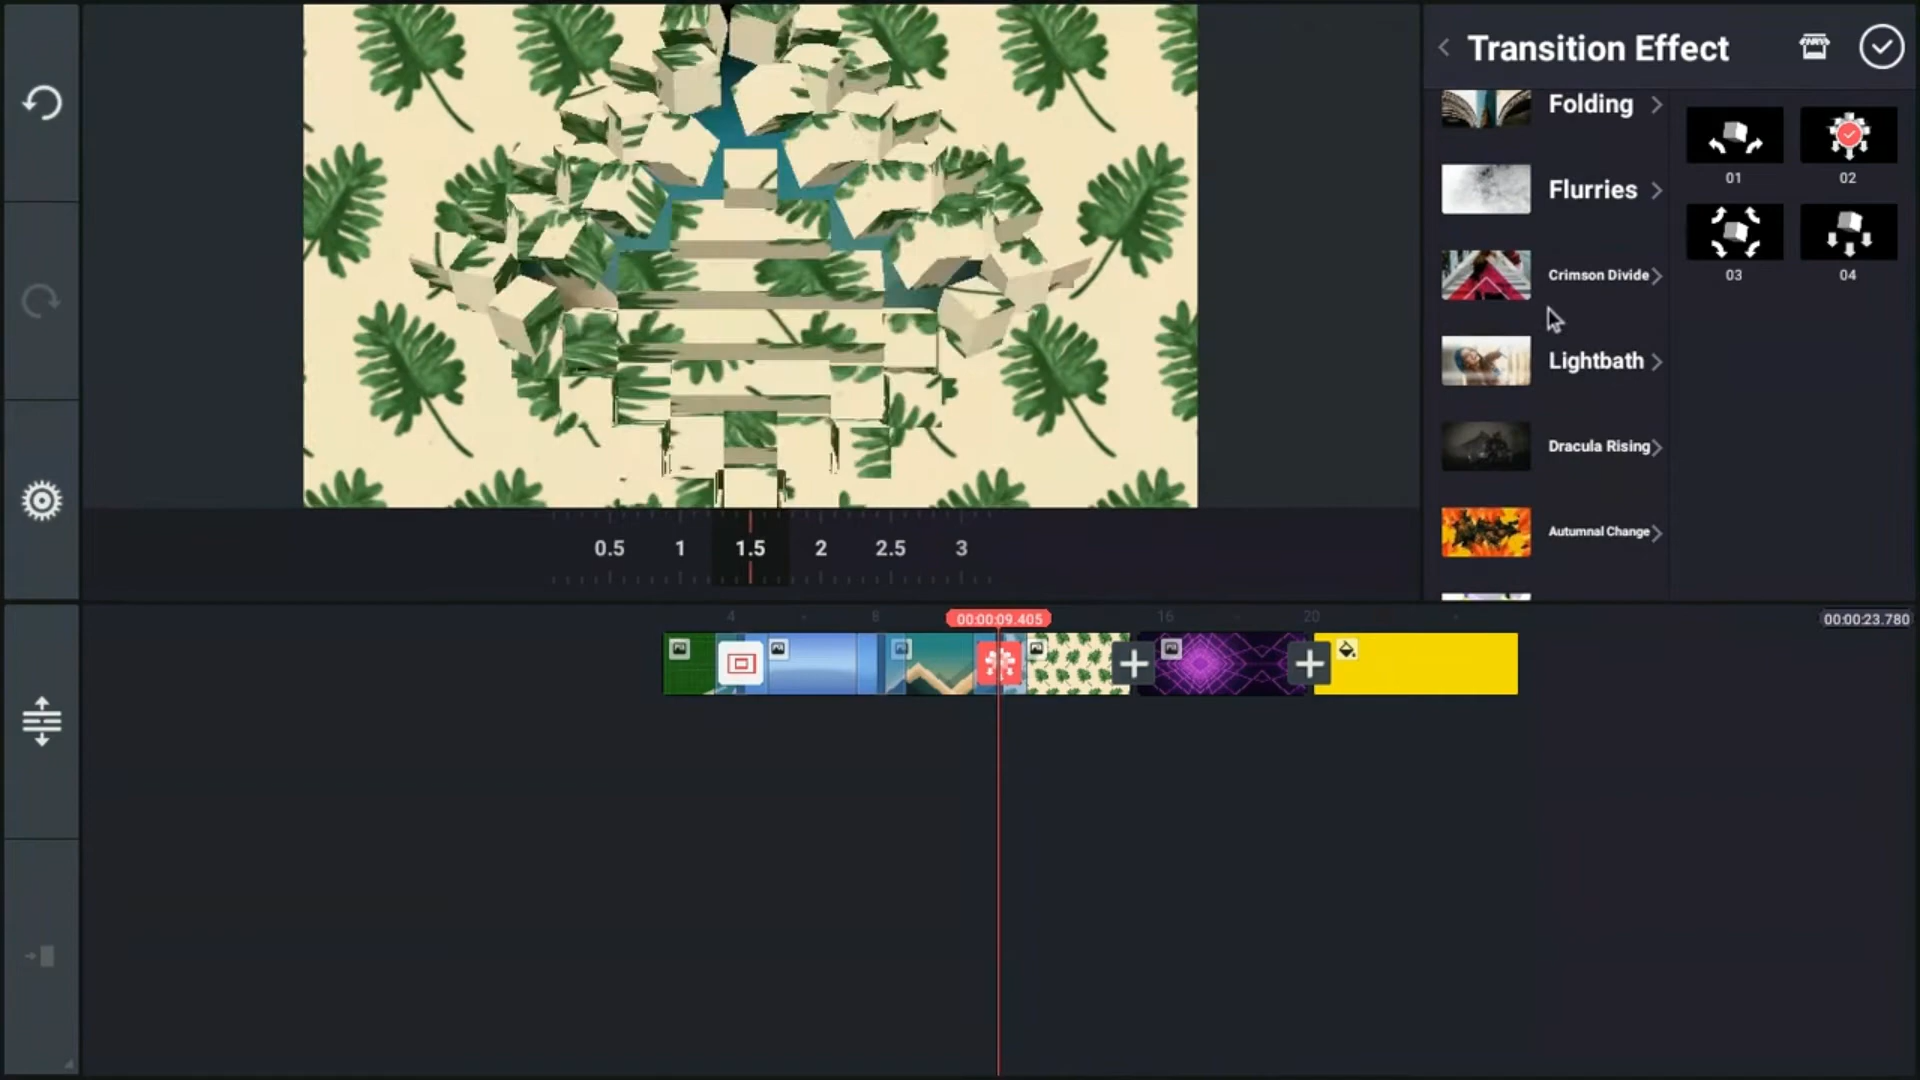 Transition Effect
Folding
Flurries
Crimson Divide
Lightbath
Dracula Rising
Autumnal Change
01
02
03
04
0.5
1
1.5
2
2.5
3
4
8
00:00:09.405
16
20
00:00:23.780